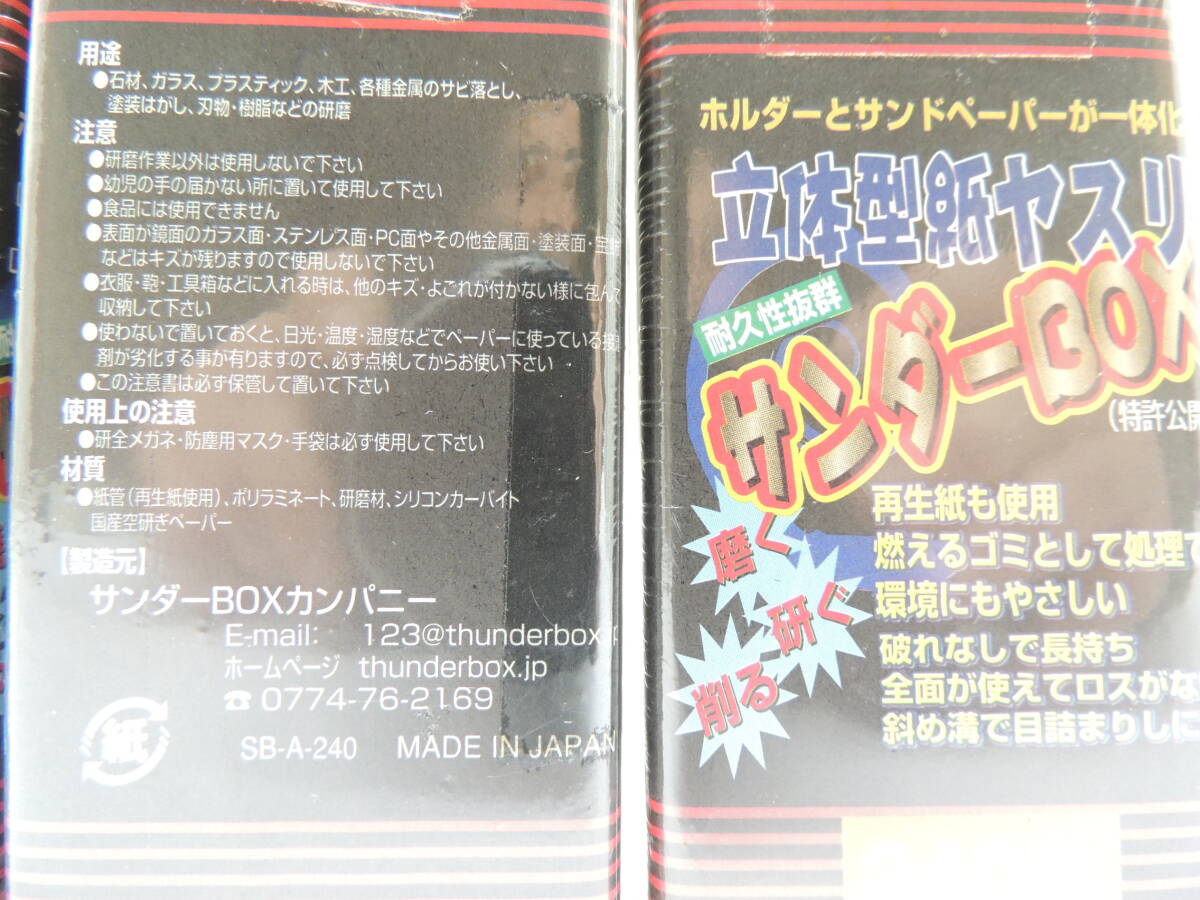 用途
●石材、ガラス、プラスティック、木工、各種金属のサビ落とし、
塗装はがし、刃物・樹脂などの研磨
注意
●研磨作業以外は使用しないで下さい
●幼児の手の届かない所に置いて使用して下さい
●食品には使用できません
●表面が鏡面のガラス面・ステンレス面・PC面やその他金属面・塗装面・宝
などはキズが残りますので使用しないで下さい
●衣服・鞄・工具箱などに入れる時は、他のキズ・よごれが付かない様に包んで
収納して下さい
●使わないで置いておくと、日光・温度・湿度などでペーパーに使っている接
剤が劣化する事が有りますので、必ず点検してからお使い下さい
●この注意書は必ず保管して置いて下さい
使用上の注意
●研全メガネ・防塵用マスク・手袋は必ず使用して下さい
材質
●紙管(再生紙使用)、ポリラミネート、研磨材、シリコンカーバイト
国産空研ぎペーパー
【製造元】
サンダーBOXカンパニー
E-mail: 123@thunderbox.jp
ホームページ thunderbox.jp
☎0774-76-2169
紙
SB-A-240 MADE IN JAPAN
ホルダーとサンドペーパーが一体化
立体型紙ヤスリ
耐久性抜群
サンダーBOX
(特許公開
磨く
研ぐ
削る
再生紙も使用
燃えるゴミとして処理で
環境にもやさしい
破れなしで長持ち
全面が使えてロスがな
斜め溝で目詰まりしに